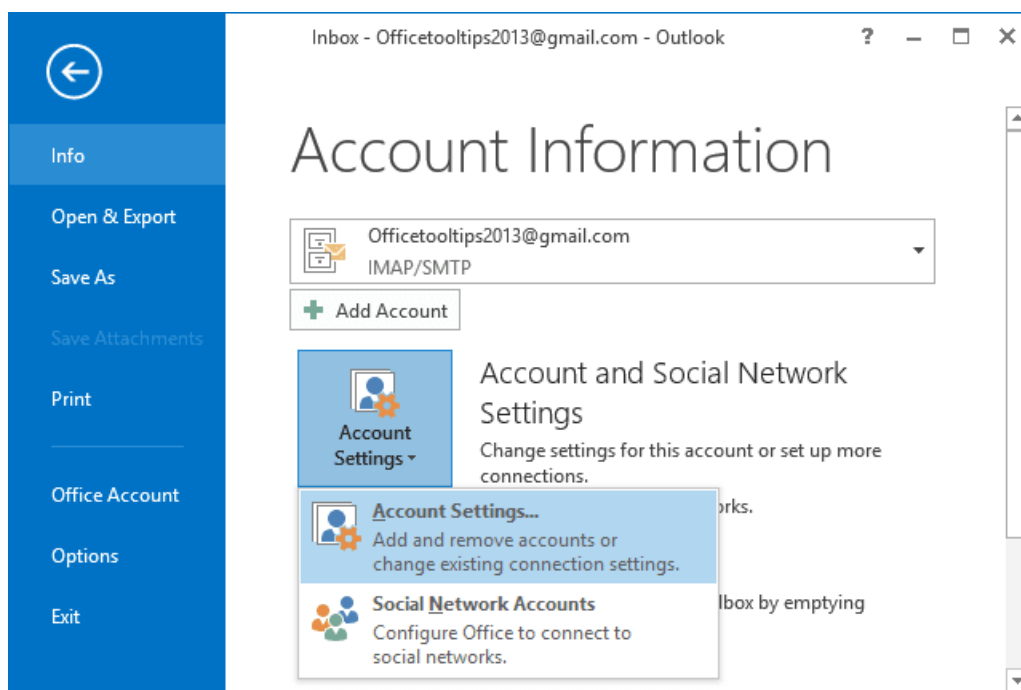 Inbox - Officetooltips2013@gmail.com - Outlook
?
Info
Open & Export
Save As
Save Attachments
Print
Office Account
Options
Exit
Account Information
Officetooltips2013@gmail.com
IMAP/SMTP
Add Account
Account
Settings
Account and Social Network
Settings
Change settings for this account or set up more
connections.
Account Settings...
Add and remove accounts or
change existing connection settings.
Social Network Accounts
Configure Office to connect to
social networks.
by emptying